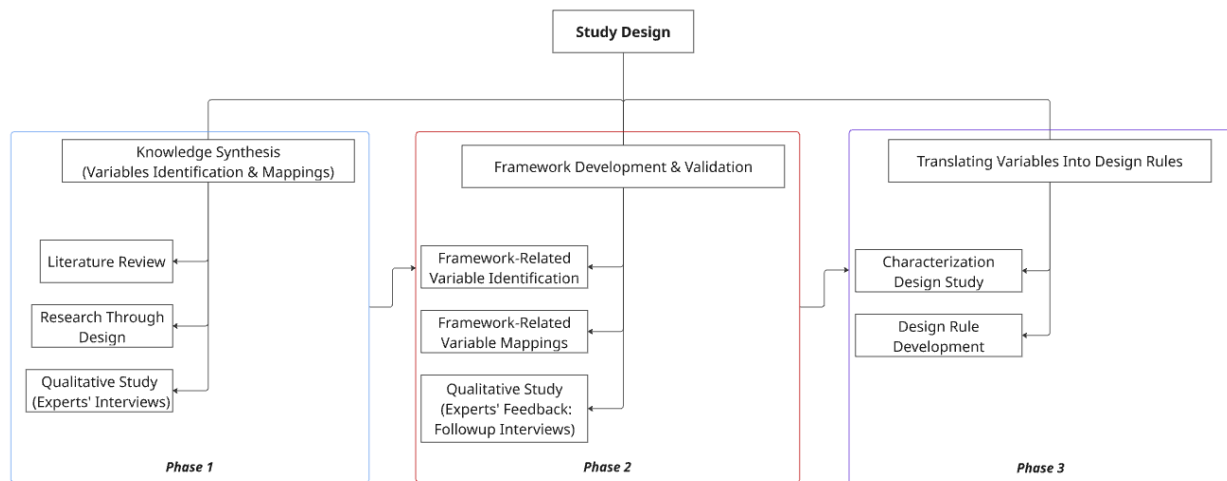 Study Design
Knowledge Synthesis
(Variables Identification & Mappings)
Literature Review
Research Through
Design
Qualitative Study
(Experts' Interviews)
Phase 1
Framework Development & Validation
Framework-Related
Variable Identification
Framework-Related
Variable Mappings
Qualitative Study
(Experts' Feedback:
Followup Interviews)
Phase 2
Translating Variables Into Design Rules
Characterization
Design Study
Design Rule
Development
Phase 3